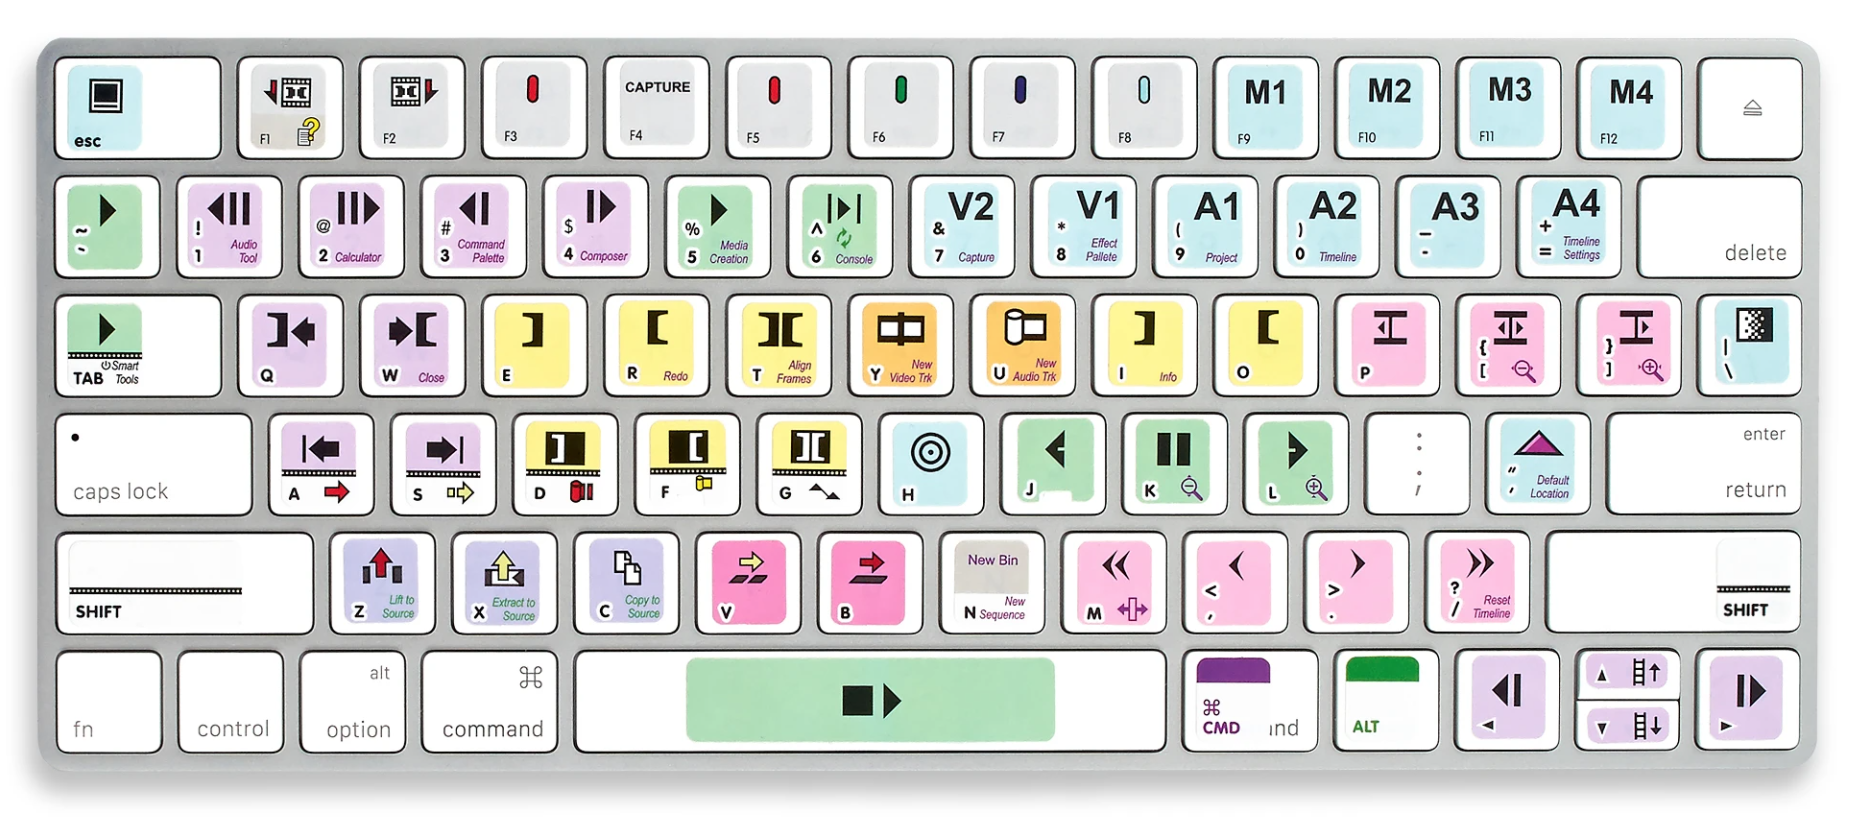 esc
F1
F2
F3
CAPTURE
F4
F5
F6
F7
F8
M1
F9
M2
F10
M3
F11
M4
F12
~
`
!
1
Audio
Tool
@
2 Calculator
#
3
Command
Palette
$
4 Composer
%
5
Media
Creation
^
6 Console
V2
&
7 Capture
V1
*
8
Effect
Pallete
A1
(
9 Project
A2
)
0 Timeline
A3
_
-
A4
+
=
Timeline
Settings
delete
TAB
Smart
Tools
Q
W Close
E
R Redo
T
Align
Frames
Y
New
Video Trk
U
New
Audio Trk
I Info
O
P
{
[
}
]
|
\
caps lock
A
S
D
F
G
H
J
K
L
:
;
"
'
Default
Location
enter
return
SHIFT
Z
Lift to
Source
X
Extract to
Source
C
Copy to
Source
V
B
New Bin
N
New
Sequence
M
<
,
>
.
?
/
Reset
Timeline
SHIFT
fn
control
alt
option
⌘
command
⌘
CMD
nd
ALT